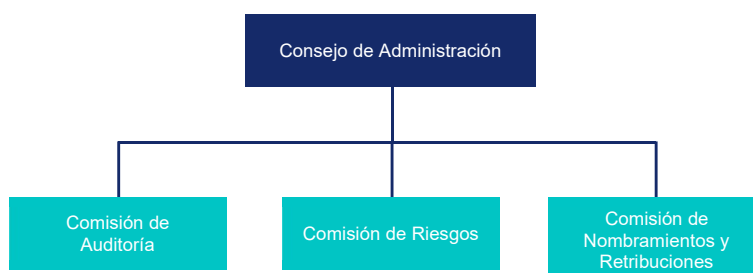 Consejo de Administración
Comisión de
Auditoría
Comisión de Riesgos
Comisión de
Nombramientos y
Retribuciones